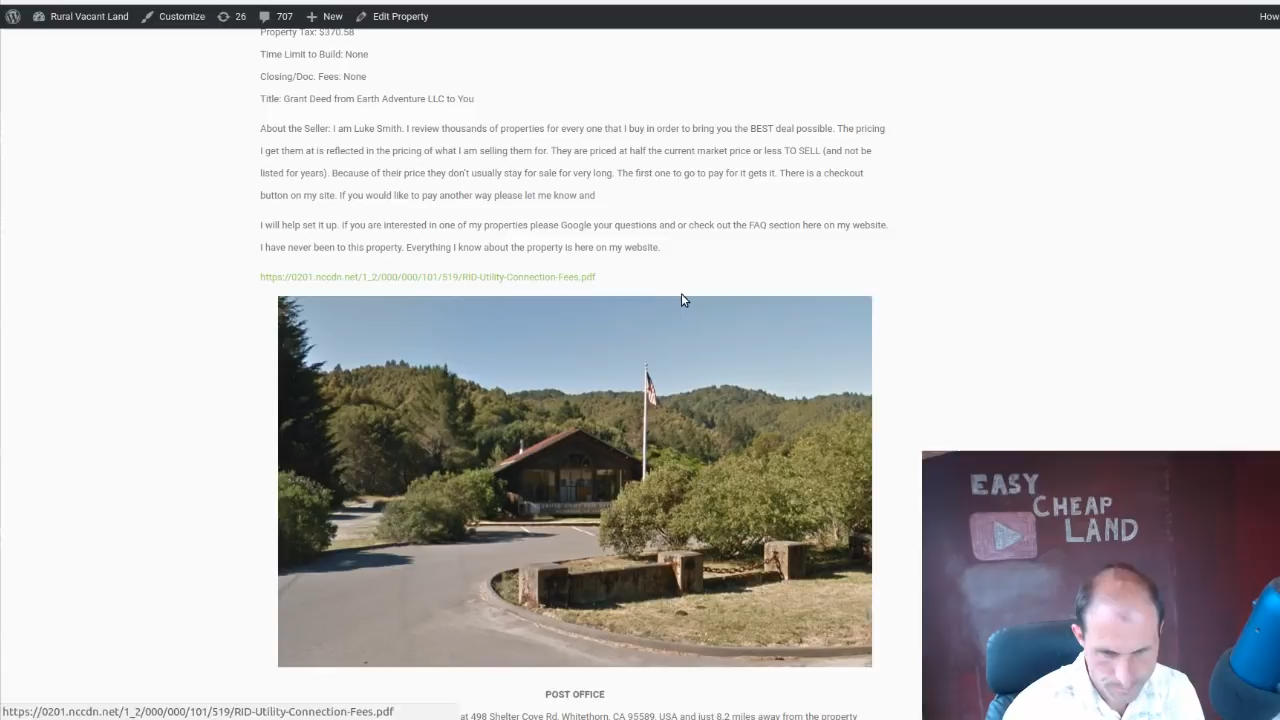 Rural Vacant Land Customize 26 707 New Edit Property How
Property Tax: $370.58
Time Limit to Build: None
Closing/Doc. Fees: None
Title: Grant Deed from Earth Adventure LLC to You
About the Seller: I am Luke Smith. I review thousands of properties for every one that I buy in order to bring you the BEST deal possible. The pricing
I get them at is reflected in the pricing of what I am selling them for. They are priced at half the current market price or less TO SELL (and not be
listed for years). Because of their price they don't usually stay for sale for very long. The first one to go to pay for it gets it. There is a checkout
button on my site. If you would like to pay another way please let me know and
I will help set it up. If you are interested in one of my properties please Google your questions and or check out the FAQ section here on my website.
I have never been to this property. Everything I know about the property is here on my website.
https://0201.nccdn.net/1_2/000/000/101/519/RID-Utility-Connection-Fees.pdf
EASY
CHEAP
LAND
POST OFFICE
at 498 Shelter Cove Rd, Whitethorn, CA 95589, USA and just 8.2 miles away from the property
https://0201.nccdn.net/1_2/000/000/101/519/RID-Utility-Connection-Fees.pdf